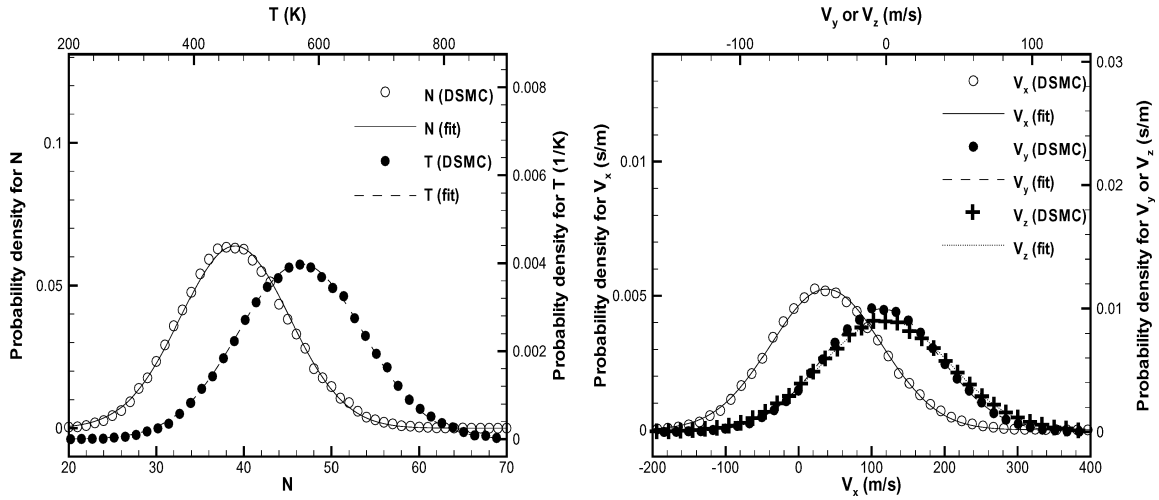 T (K)
200 400 600 800
N (DSMC)
N (fit)
T (DSMC)
T (fit)
Probability density for N
0.1
0.05
0
0.008
0.006
0.004
0.002
0
Probablity density for T (1/K)
20 30 40 50 60 70
N
Vy or Vz (m/s)
-100 0 100
Vx (DSMC)
Vx (fit)
Vy (DSMC)
Vy (fit)
Vz (DSMC)
Vz (fit)
Probability density for Vx (s/m)
0.01
0.005
0
0.03
0.02
0.01
0
Probability density for Vy or Vz (s/m)
-200 -100 0 100 200 300 400
Vx (m/s)